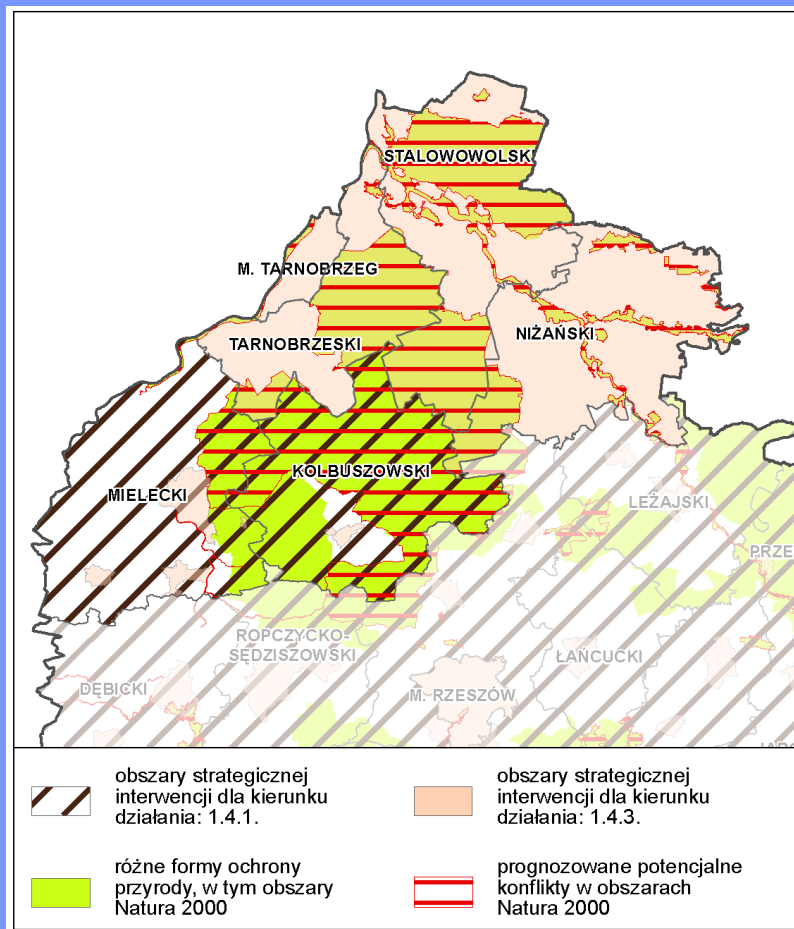 STALOWOWOLSKI
M. TARNOBRZEG
TARNOBRZESKI
NIŻAŃSKI
KOLBUSZOWSKI
MIELECKI
LEŻAJSKI
PRZE
ROPCZYCKO-
SĘDZISZOWSKI
ŁAŃCUCKI
DĘBICKI
M. RZESZÓW
obszary strategicznej
interwencji dla kierunku
działania: 1.4.1.
obszary strategicznej
interwencji dla kierunku
działania: 1.4.3.
różne formy ochrony
przyrody, w tym obszary
Natura 2000
prognozowane potencjalne
konflikty w obszarach
Natura 2000